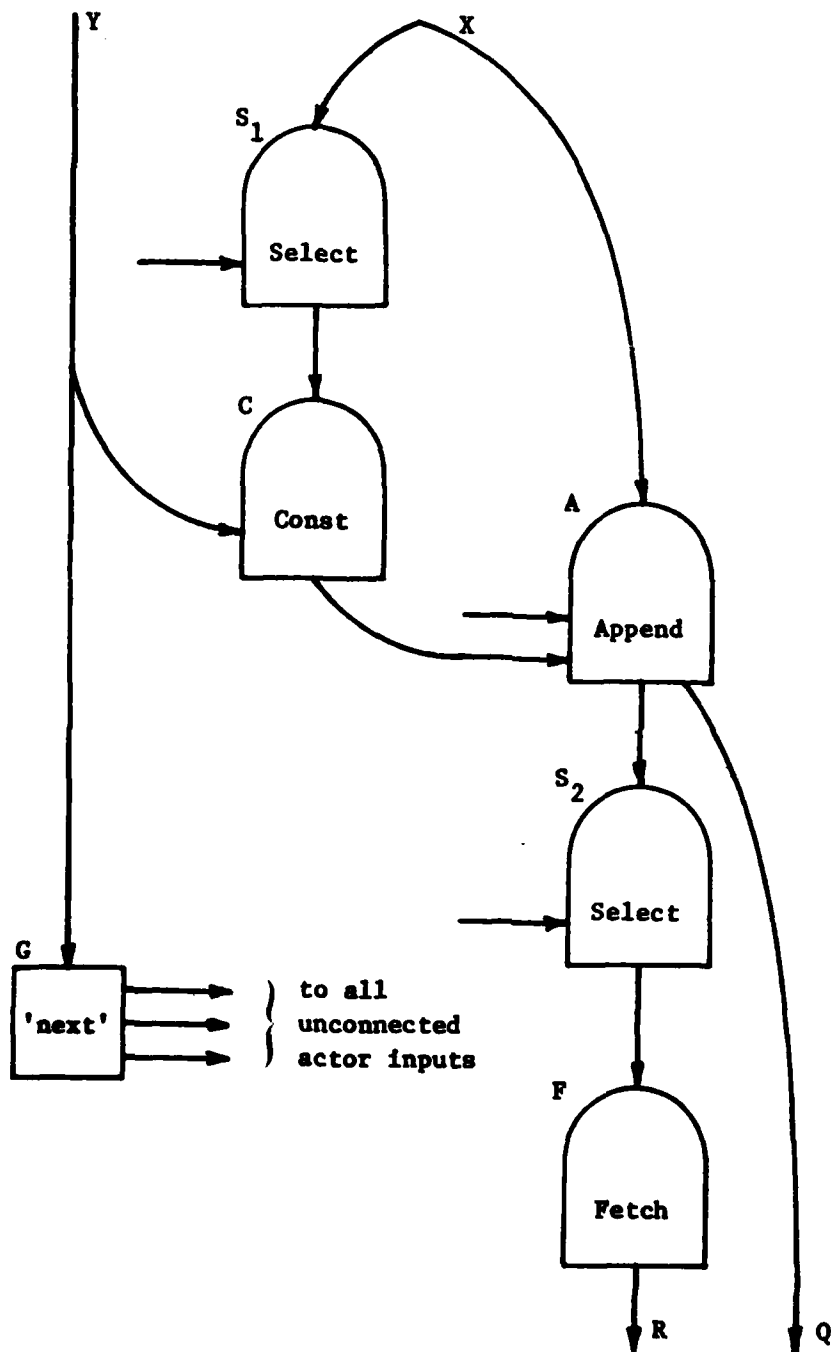 Y
X
S1
Select
C
Const
A
Append
S2
Select
G
'next'
to all
unconnected
actor inputs
F
Fetch
R
Q